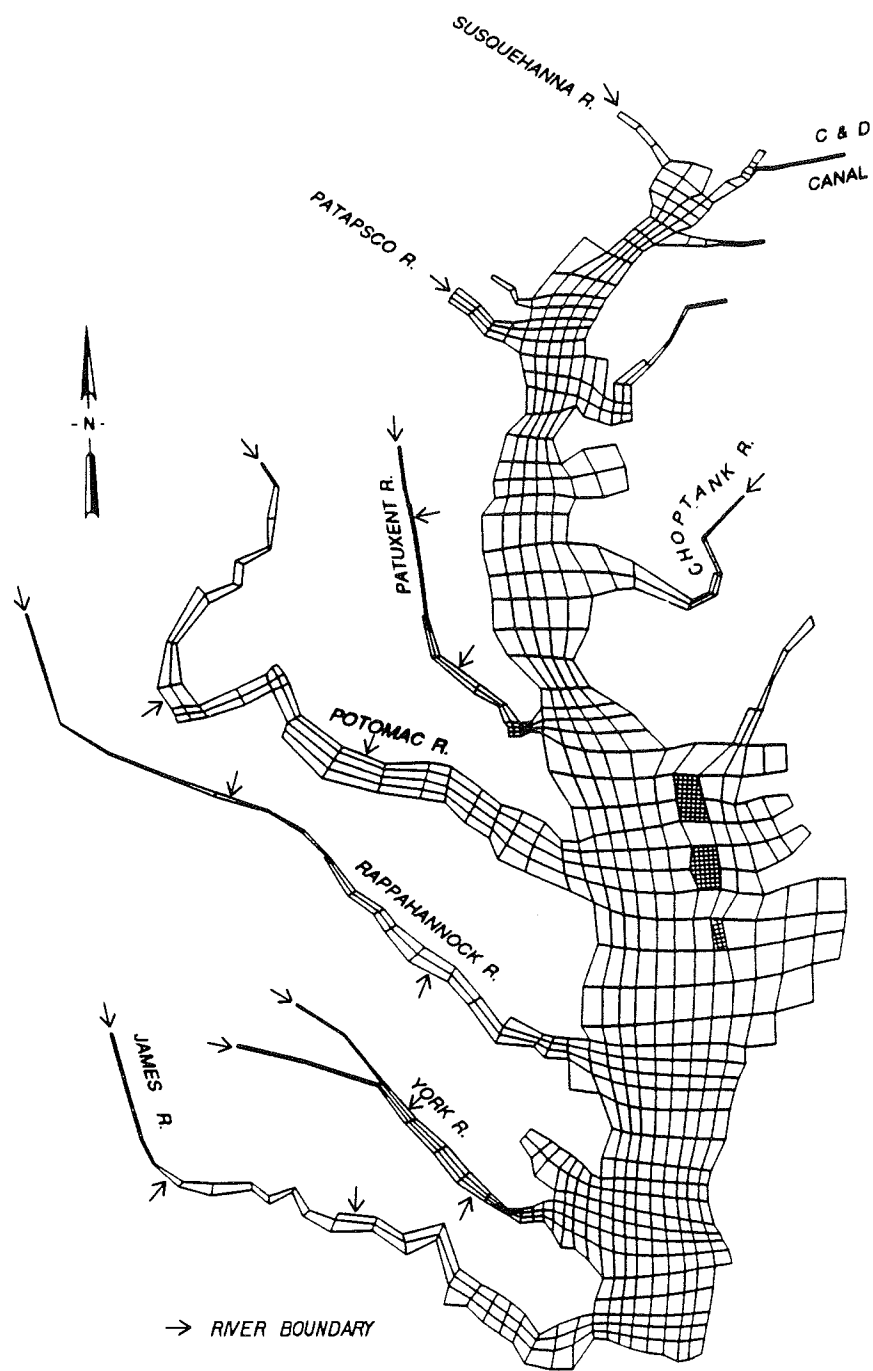 SUSQUEHANNA R.
C & D
CANAL
PATAPSCO R.
- N -
PATUXENT R.
CHOPTANK R.
POTOMAC R.
RAPPAHANNOCK R.
JAMES R.
YORK R.
RIVER BOUNDARY